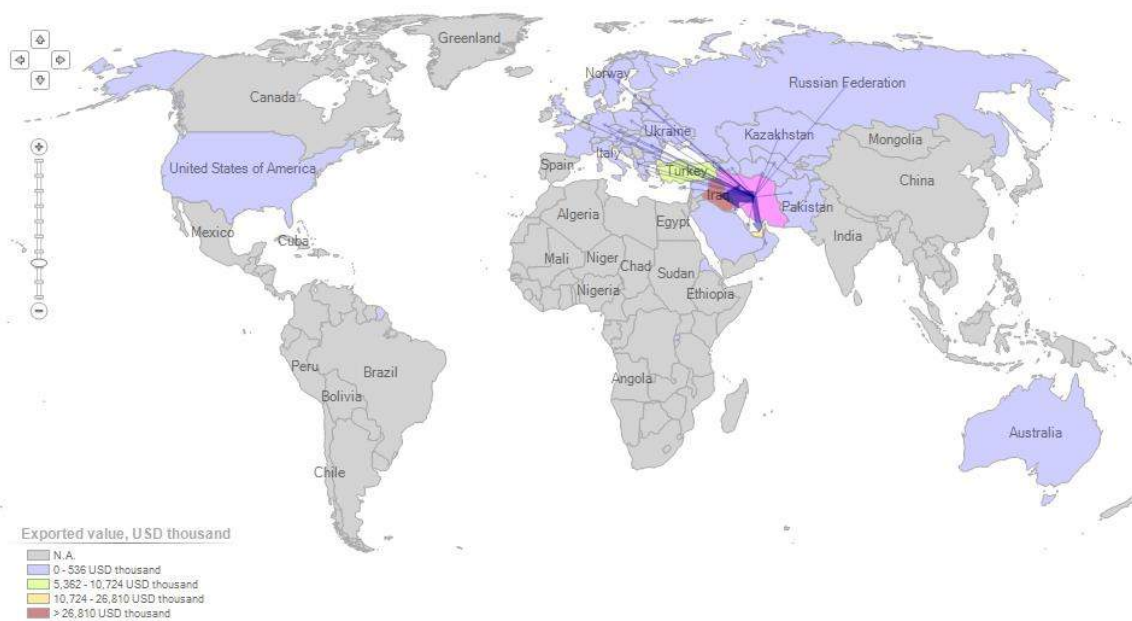 Greenland
Norway
Russian Federation
Canada
Ukraine
Kazakhstan
Mongolia
United States of America
Spain
Ital
Turkey
China
Iraq
Pakistan
Mexico
Cuba
Algeria
Egypt
India
Mali
Niger
Chad
Sudan
Nigeria
Ethiopia
Peru
Brazil
Angola
Bolivia
Australia
Chile
Exported value, USD thousand
N.A.
0 - 536 USD thousand
5,362 - 10,724 USD thousand
10,724 - 26,810 USD thousand
> 26,810 USD thousand